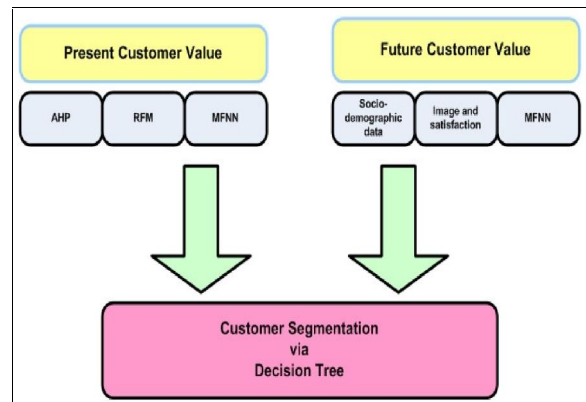 Present Customer Value
Future Customer Value
AHP
RFM
MFNN
Socio-
demographic
data
Image and
satisfaction
MFNN
Customer Segmentation
via
Decision Tree